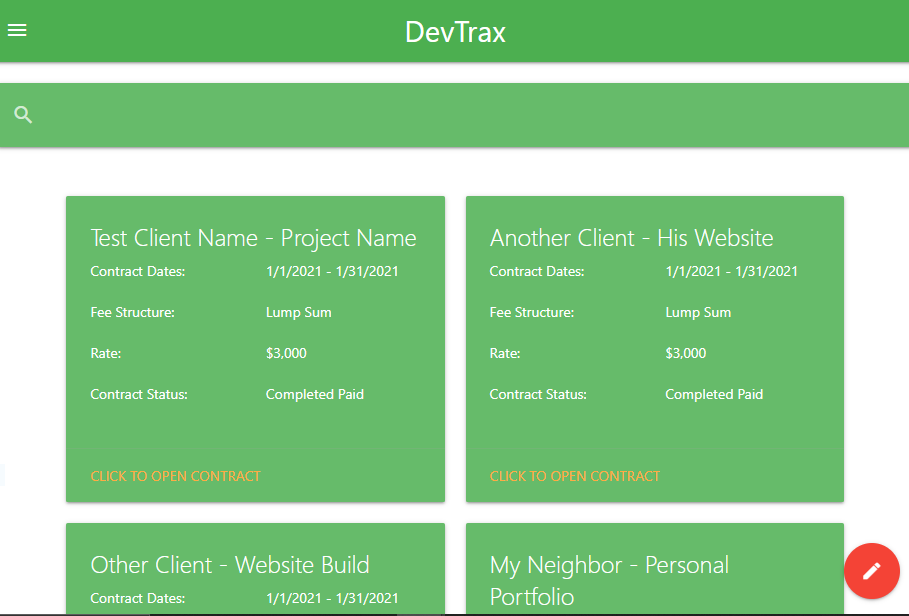 DevTrax
Test Client Name - Project Name
Contract Dates: 1/1/2021 - 1/31/2021
Fee Structure: Lump Sum
Rate: $3,000
Contract Status: Completed Paid
CLICK TO OPEN CONTRACT
Another Client - His Website
Contract Dates: 1/1/2021 - 1/31/2021
Fee Structure: Lump Sum
Rate: $3,000
Contract Status: Completed Paid
CLICK TO OPEN CONTRACT
Other Client - Website Build
Contract Dates: 1/1/2021 - 1/31/2021
My Neighbor - Personal
Portfolio